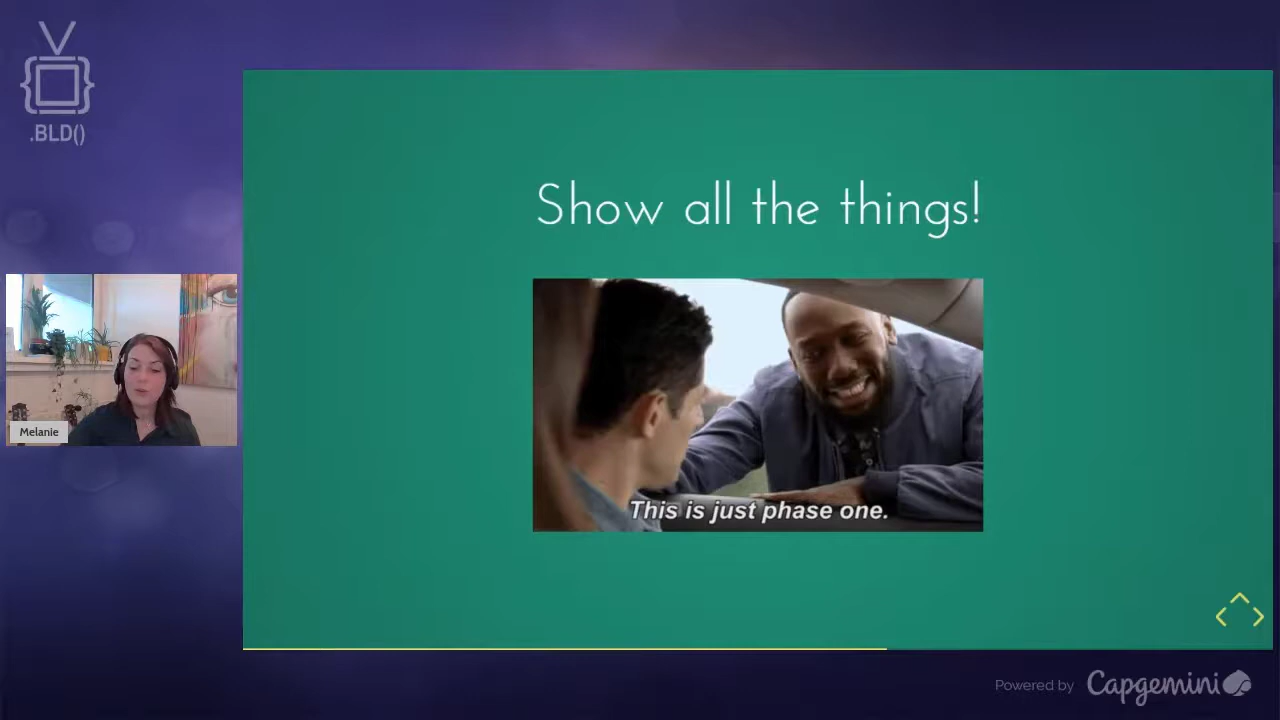 .BLD()
Show all the things!
This is just phase one.
Melanie
Powered by Capgemini